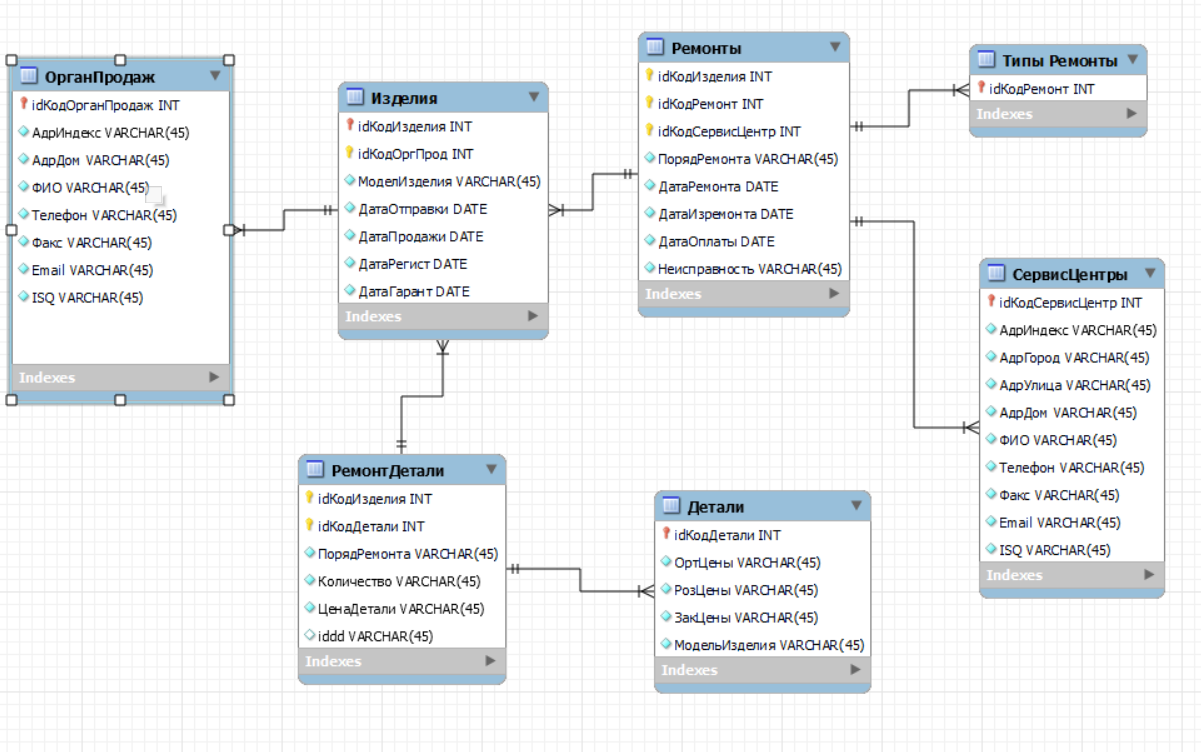 ОрганПродаж
idКодОрганПродаж INT
АдрИндекс VARCHAR(45)
АдрДом VARCHAR(45)
ФИО VARCHAR(45)
Телефон VARCHAR(45)
Факс VARCHAR(45)
Email VARCHAR(45)
ISQ VARCHAR(45)
Indexes
Изделия
idКодИзделия INT
idКодОргПрод INT
МоделИзделия VARCHAR(45)
ДатаОтправки DATE
ДатаПродажи DATE
ДатаРегист DATE
ДатаГарант DATE
Indexes
Ремонты
idКодИзделия INT
idКодРемонт INT
idКодСервисЦентр INT
ПорядРемонта VARCHAR(45)
ДатаРемонта DATE
ДатаИзремонта DATE
ДатаОплаты DATE
Неисправность VARCHAR(45)
Indexes
Типы Ремонты
idКодРемонт INT
Indexes
СервисЦентры
idКодСервисЦентр INT
АдрИндекс VARCHAR(45)
АдрГород VARCHAR(45)
АдрУлица VARCHAR(45)
АдрДом VARCHAR(45)
ФИО VARCHAR(45)
Телефон VARCHAR(45)
Факс VARCHAR(45)
Email VARCHAR(45)
ISQ VARCHAR(45)
Indexes
РемонтДетали
idКодИзделия INT
idКодДетали INT
ПорядРемонта VARCHAR(45)
Количество VARCHAR(45)
ЦенаДетали VARCHAR(45)
iddd VARCHAR(45)
Indexes
Детали
idКодДетали INT
ОртЦены VARCHAR(45)
РозЦены VARCHAR(45)
ЗакЦены VARCHAR(45)
МодельИзделия VARCHAR(45)
Indexes